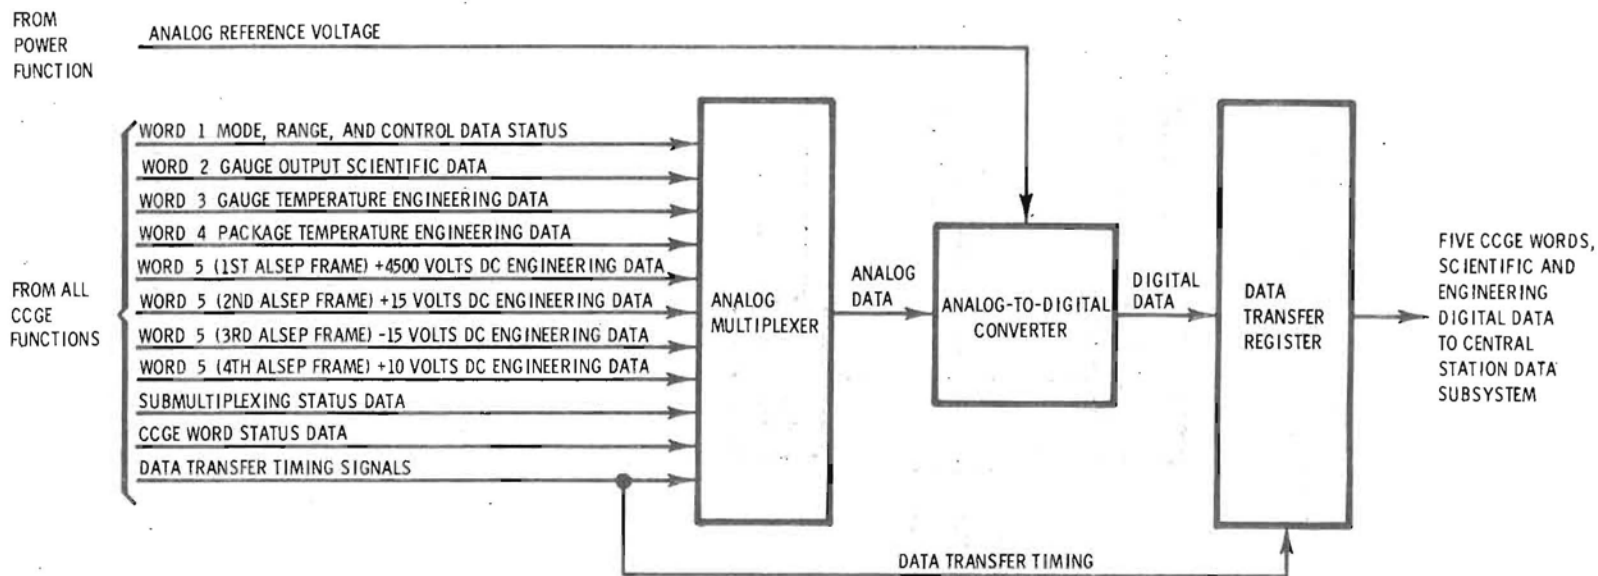 FROM
POWER
FUNCTION
ANALOG REFERENCE VOLTAGE
FROM ALL
CCGE
FUNCTIONS
WORD 1 MODE, RANGE, AND CONTROL DATA STATUS
WORD 2 GAUGE OUTPUT SCIENTIFIC DATA
WORD 3 GAUGE TEMPERATURE ENGINEERING DATA
WORD 4 PACKAGE TEMPERATURE ENGINEERING DATA
WORD 5 (1ST ALSEP FRAME) +4500 VOLTS DC ENGINEERING DATA
WORD 5 (2ND ALSEP FRAME) +15 VOLTS DC ENGINEERING DATA
WORD 5 (3RD ALSEP FRAME) -15 VOLTS DC ENGINEERING DATA
WORD 5 (4TH ALSEP FRAME) +10 VOLTS DC ENGINEERING DATA
SUBMULTIPLEXING STATUS DATA
CCGE WORD STATUS DATA
DATA TRANSFER TIMING SIGNALS
ANALOG
MULTIPLEXER
ANALOG
DATA
ANALOG-TO-DIGITAL
CONVERTER
DIGITAL
DATA
DATA
TRANSFER
REGISTER
FIVE CCGE WORDS,
SCIENTIFIC AND
ENGINEERING
DIGITAL DATA
TO CENTRAL
STATION DATA
SUBSYSTEM
DATA TRANSFER TIMING